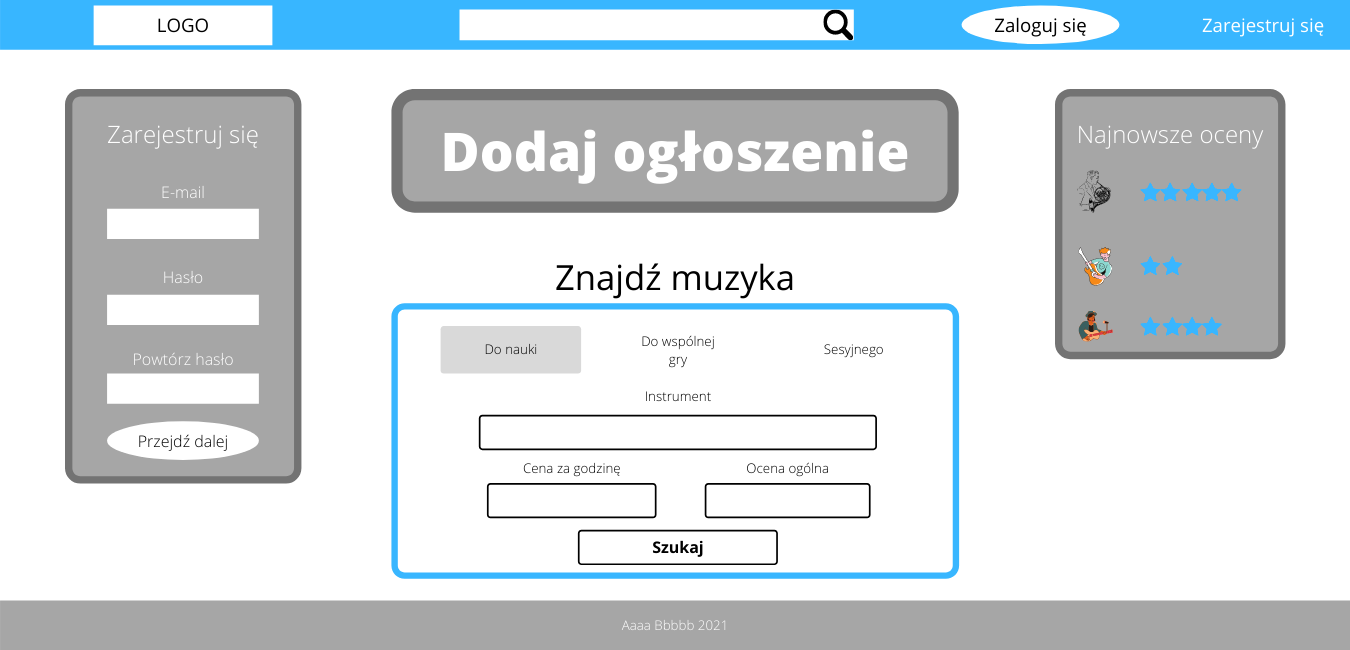 LOGO
Zaloguj się
Zarejestruj się
Zarejestruj się
E-mail
Hasło
Powtórz hasło
Przejdź dalej
Dodaj ogłoszenie
Znajdź muzyka
Do nauki
Do wspólnej
gry
Sesyjnego
Instrument
Cena za godzinę
Ocena ogólna
Szukaj
Najnowsze oceny
Aaaa Bbbbb 2021